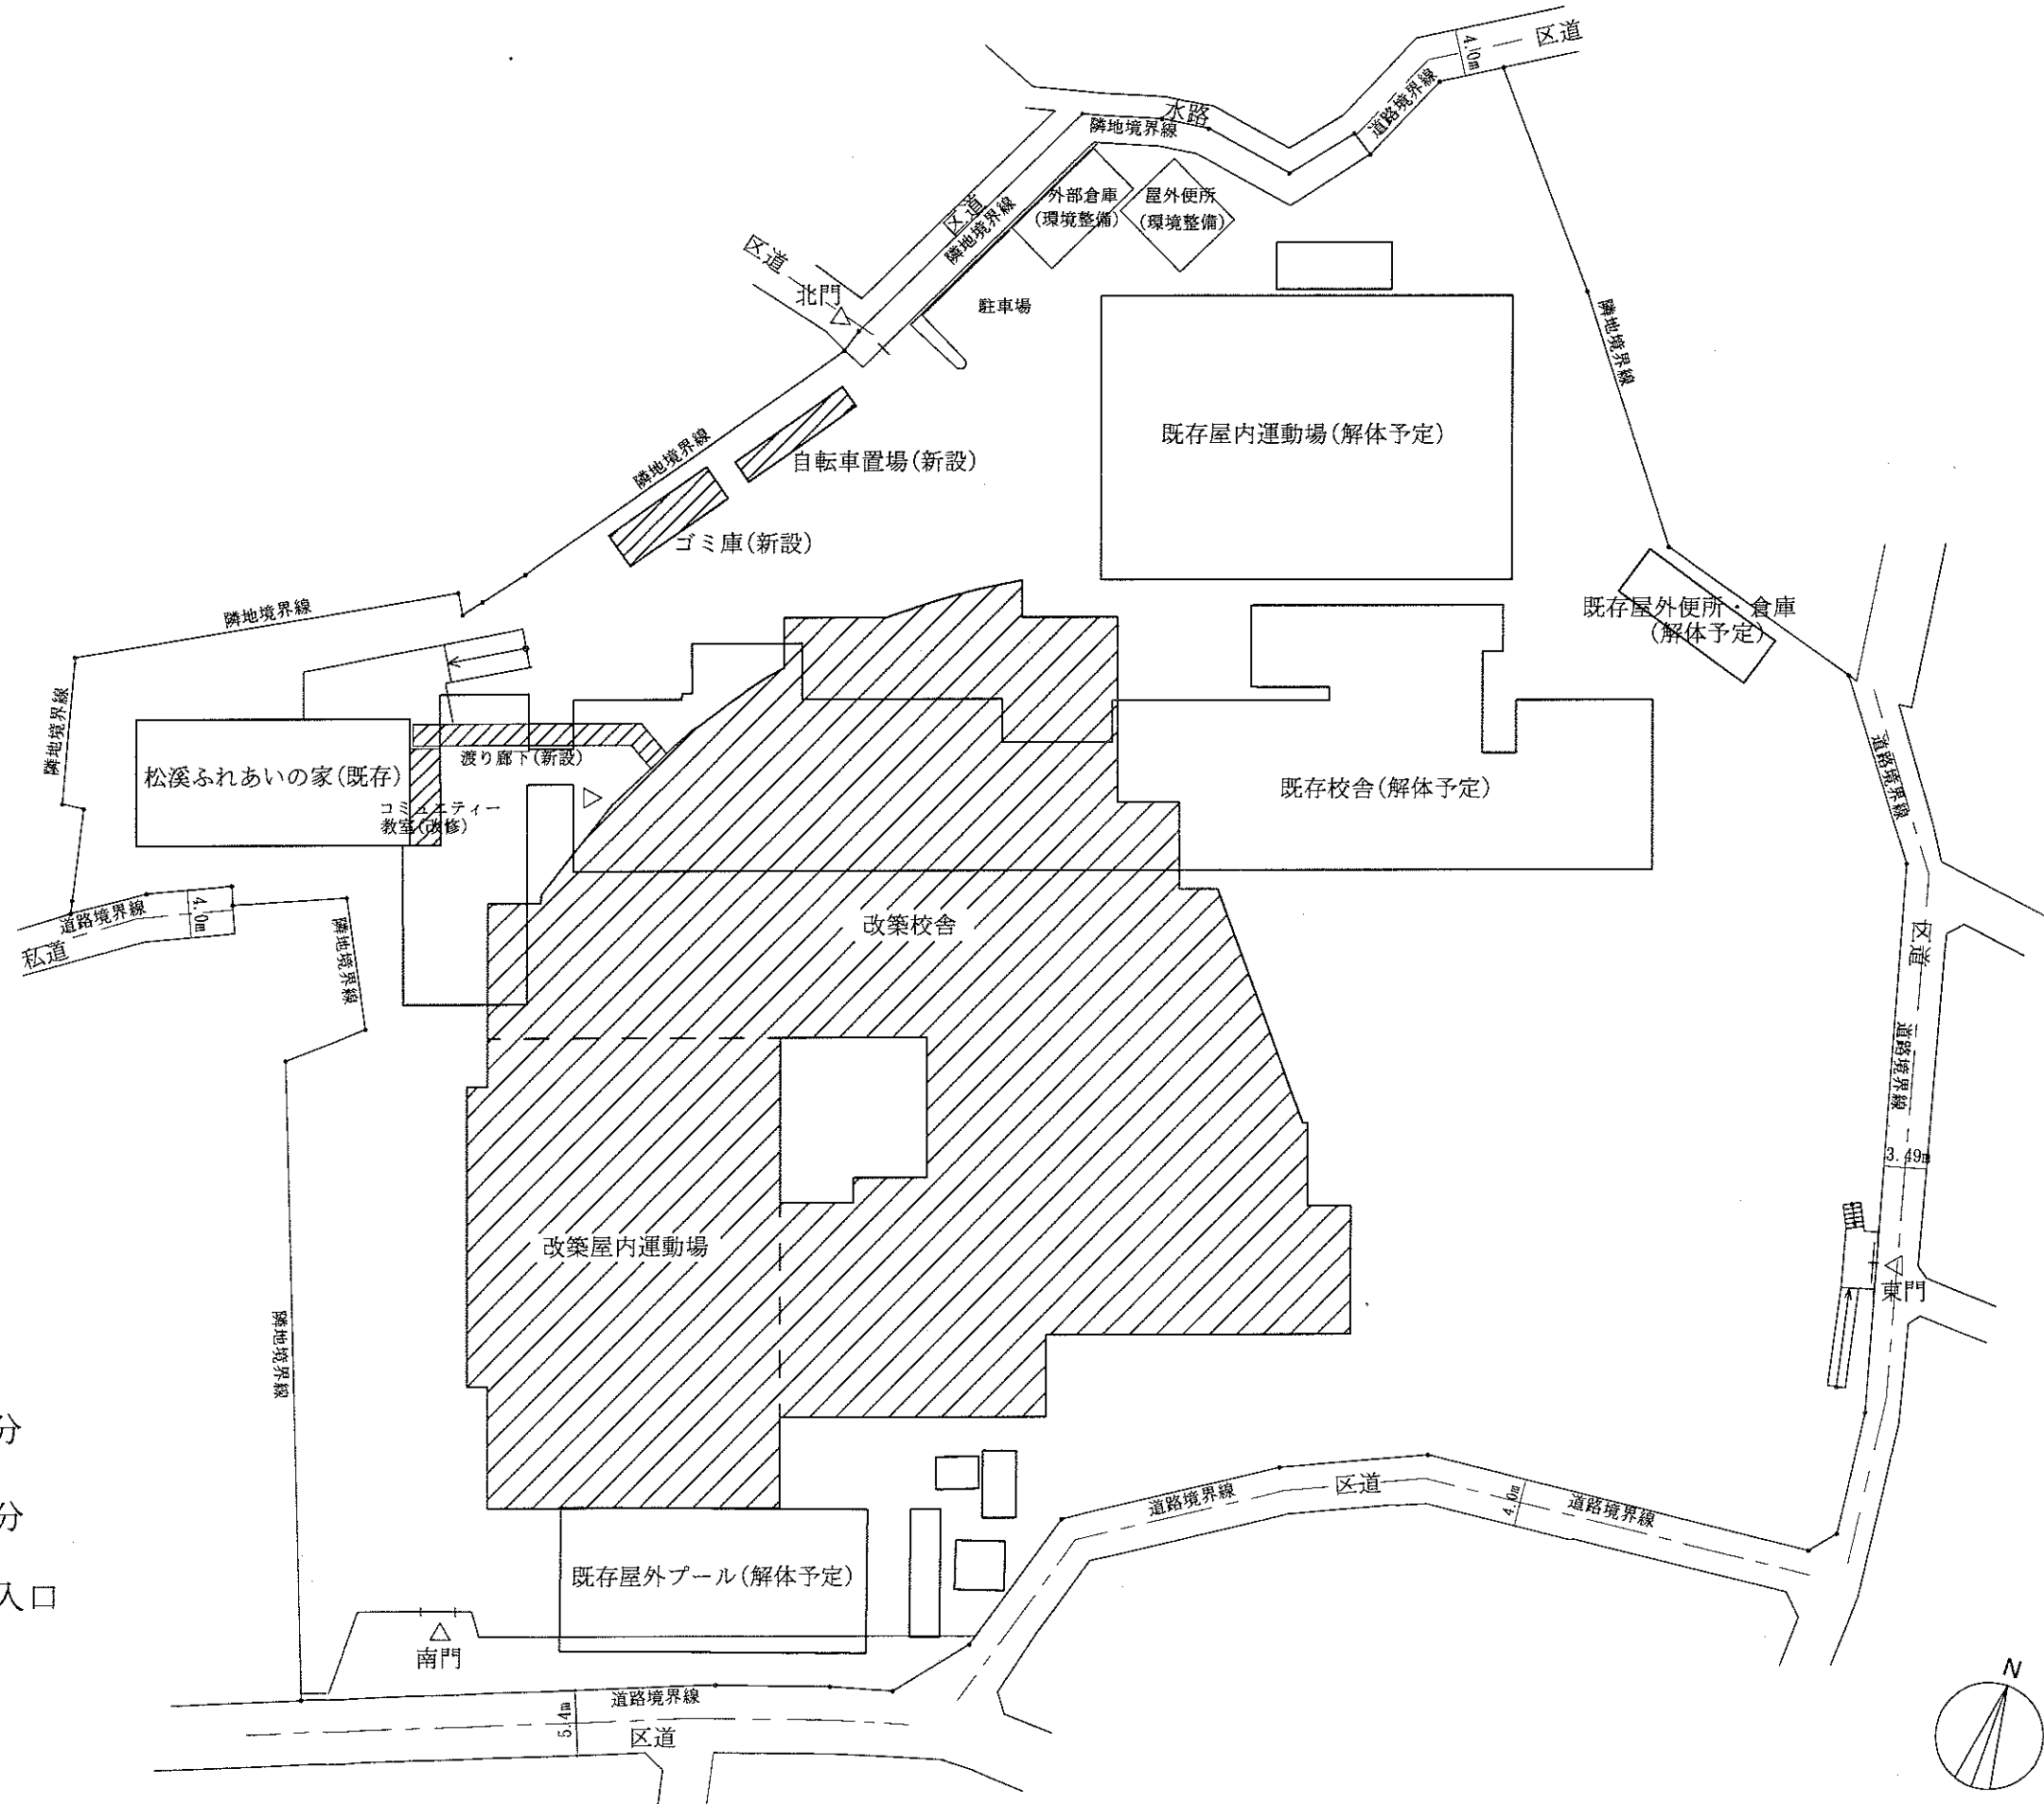 区道
4.0m
道路境界線
水路
隣地境界線
外部倉庫
(環境整備)
屋外便所
(環境整備)
区道
隣地境界線
区道
北門
駐車場
隣地境界線
既存屋内運動場(解体予定)
隣地境界線
自転車置場(新設)
ゴミ庫(新設)
既存屋外便所・倉庫
(解体予定)
隣地境界線
隣地境界線
渡り廊下(新設)
松溪ふれあいの家(既存)
コミュニティー
教室(改修)
既存校舎(解体予定)
道路境界線
道路境界線
4.0m
私道
隣地境界線
改築校舎
区道
道路境界線
3.49m
改築屋内運動場
東門
隣地境界線
分
分
入口
道路境界線
区道
4.0m
道路境界線
既存屋外プール(解体予定)
南門
道路境界線
5.4m
区道
N